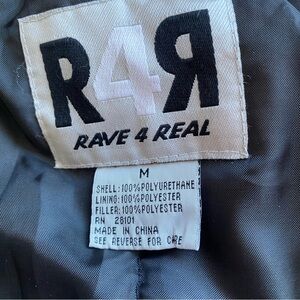 R4Я
RAVE 4 REAL
M
SHELL:100%POLYURETHANE
LINING:100%POLYESTER
FILLER:100%POLYESTER
RN 28101
MADE IN CHINA
SEE REVERSE FOR CARE